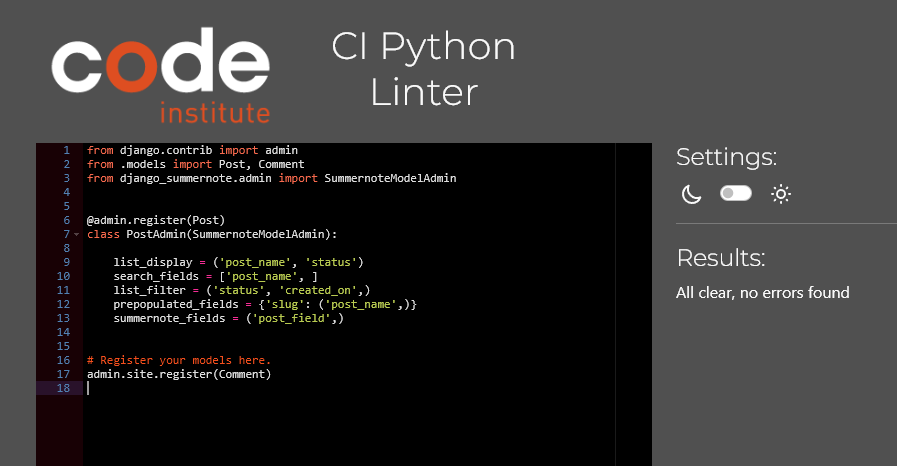 code
institute
CI Python
Linter
1 from django.contrib import admin
2 from .models import Post, Comment
3 from django_summernote.admin import SummernoteModelAdmin
4
5
6 @admin.register(Post)
7 class PostAdmin(SummernoteModelAdmin):
8
9     list_display = ('post_name', 'status')
10     search_fields = ['post_name', ]
11     list_filter = ('status', 'created_on',)
12     prepopulated_fields = {'slug': ('post_name',)}
13     summernote_fields = ('post_field',)
14
15
16 # Register your models here.
17 admin.site.register(Comment)
18
Settings:
Results:
All clear, no errors found